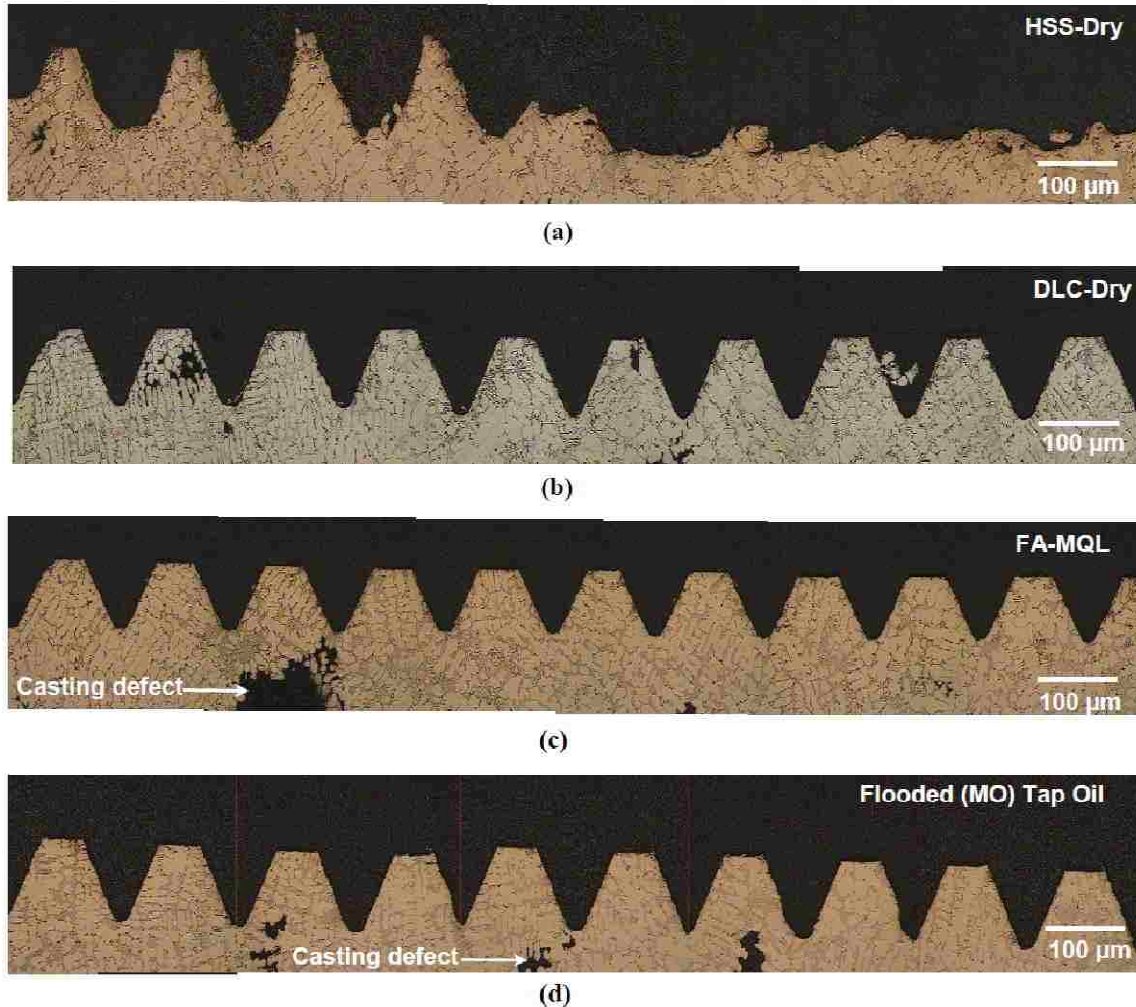 HSS-Dry
100 µm
(a)
DLC-Dry
100 µm
(b)
FA-MQL
Casting defect
100 µm
(c)
Flooded (MO) Tap Oil
Casting defect
100 µm
(d)